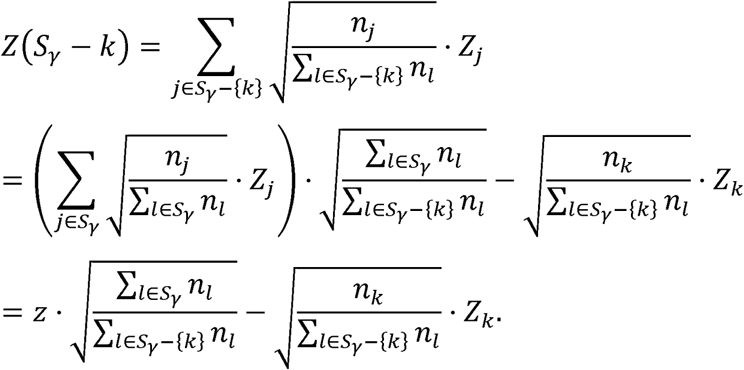 Z(S_γ − k) = ∑_{j∈S_γ−{k}} √(n_j / ∑_{l∈S_γ−{k}} n_l) · Z_j
= (∑_{j∈S_γ} √(n_j / ∑_{l∈S_γ} n_l) · Z_j) · √(∑_{l∈S_γ} n_l / ∑_{l∈S_γ−{k}} n_l) − √(n_k / ∑_{l∈S_γ−{k}} n_l) · Z_k
= z · √(∑_{l∈S_γ} n_l / ∑_{l∈S_γ−{k}} n_l) − √(n_k / ∑_{l∈S_γ−{k}} n_l) · Z_k.